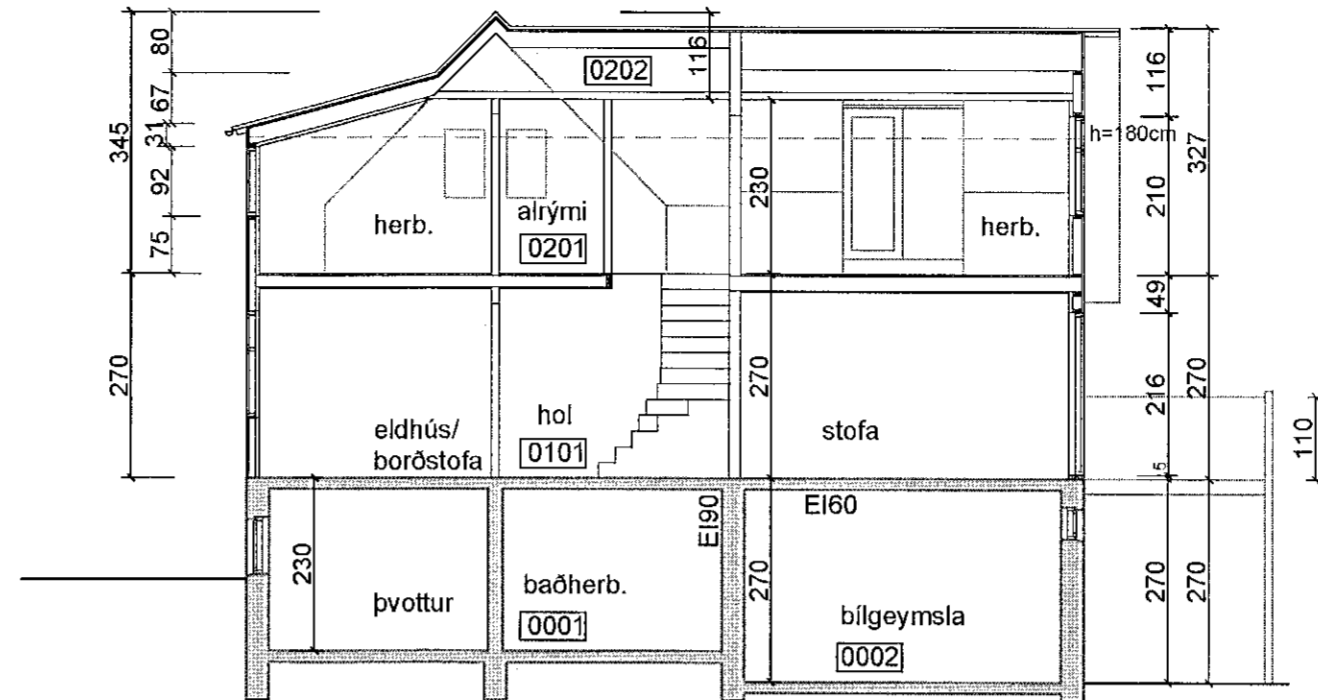 80
67
31
92
75
345
270
0202
116
116
h=180cm
327
210
230
herb.
alrými
0201
herb.
49
216
270
5
110
270
eldhús/
borðstofa
hol
0101
stofa
EI90
EI60
230
270
270
270
þvottur
baðherb.
0001
bílgeymsla
0002